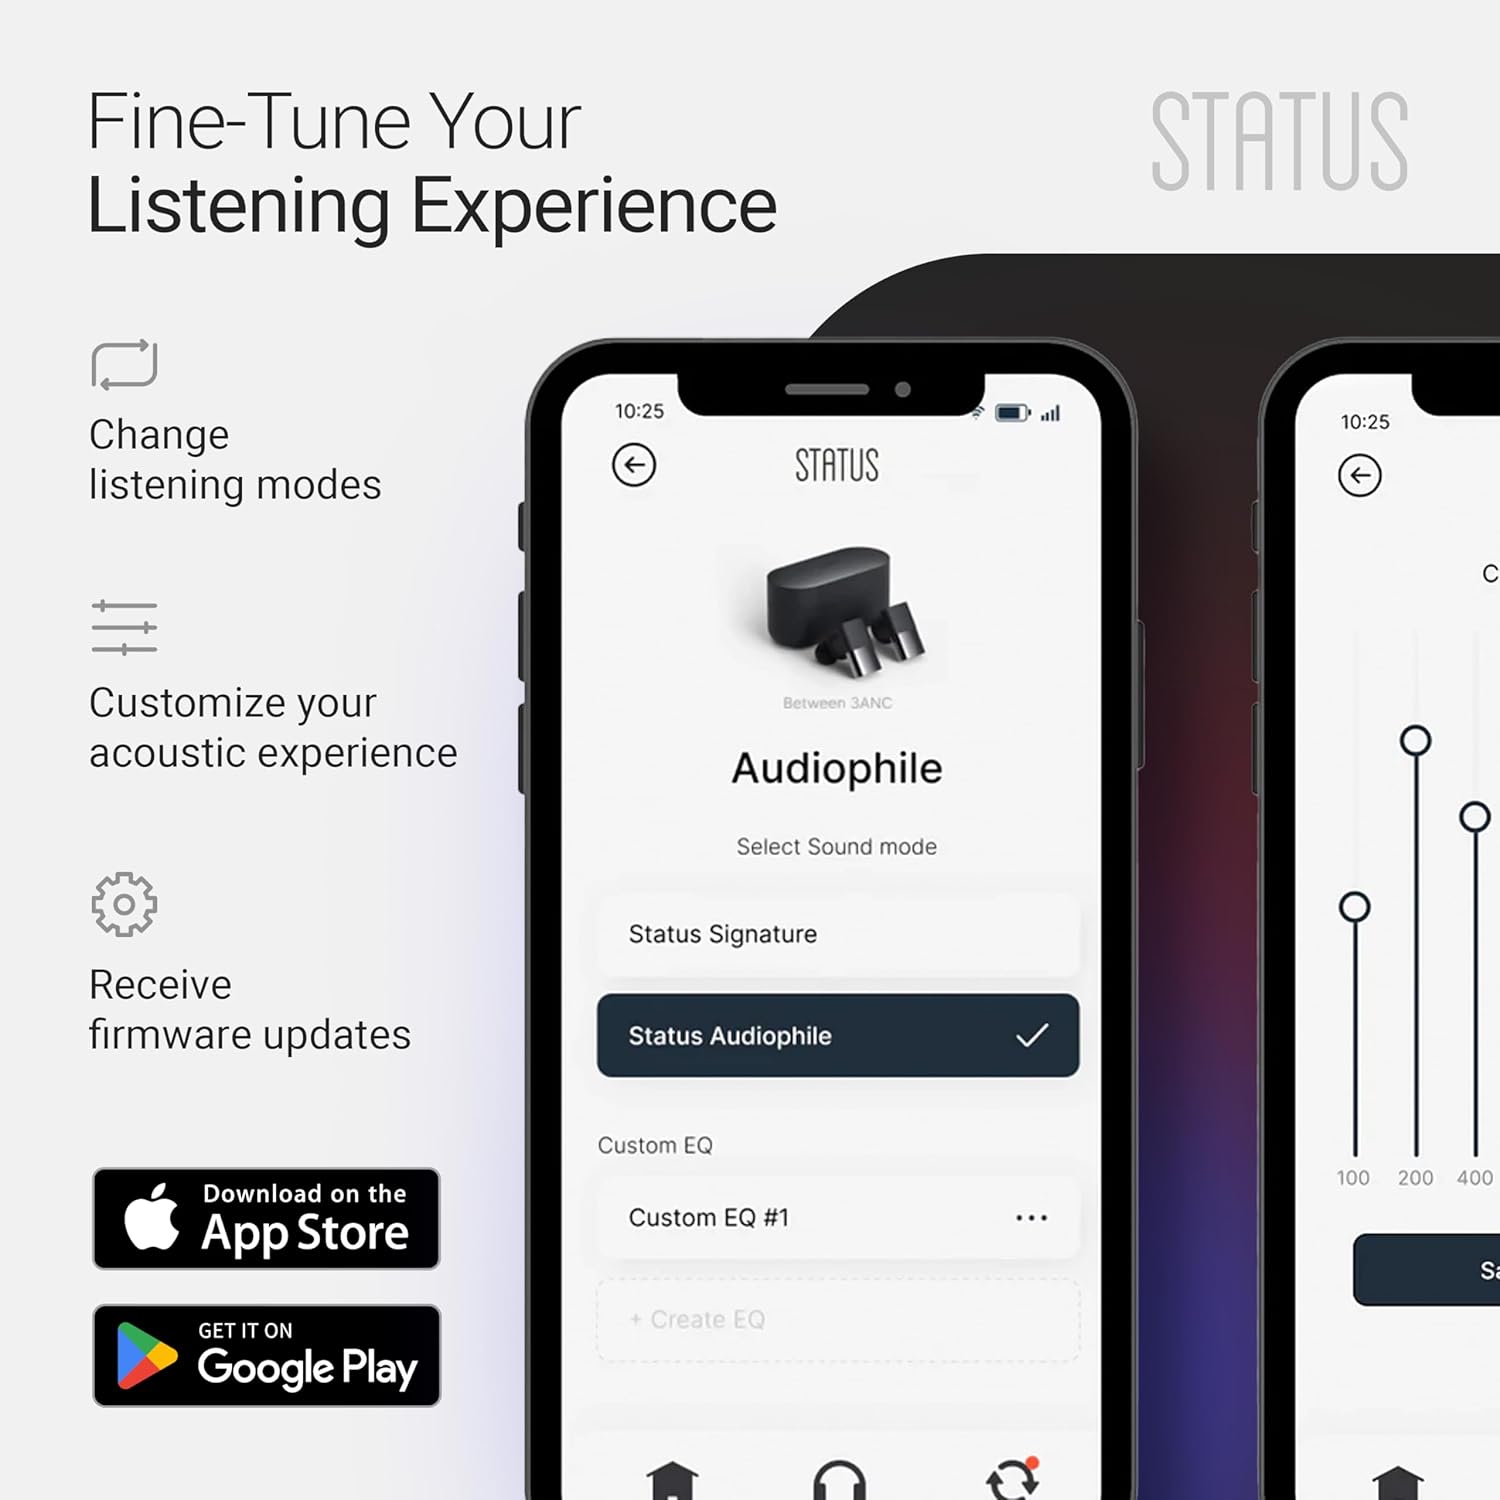 Fine-Tune Your
Listening Experience
STATUS
Change
listening modes
Customize your
acoustic experience
Receive
firmware updates
Download on the
App Store
GET IT ON
Google Play
10:25
STATUS
Between 3ANC
Audiophile
Select Sound mode
Status Signature
Status Audiophile
Custom EQ
Custom EQ #1
+ Create EQ
10:25
100 200 400